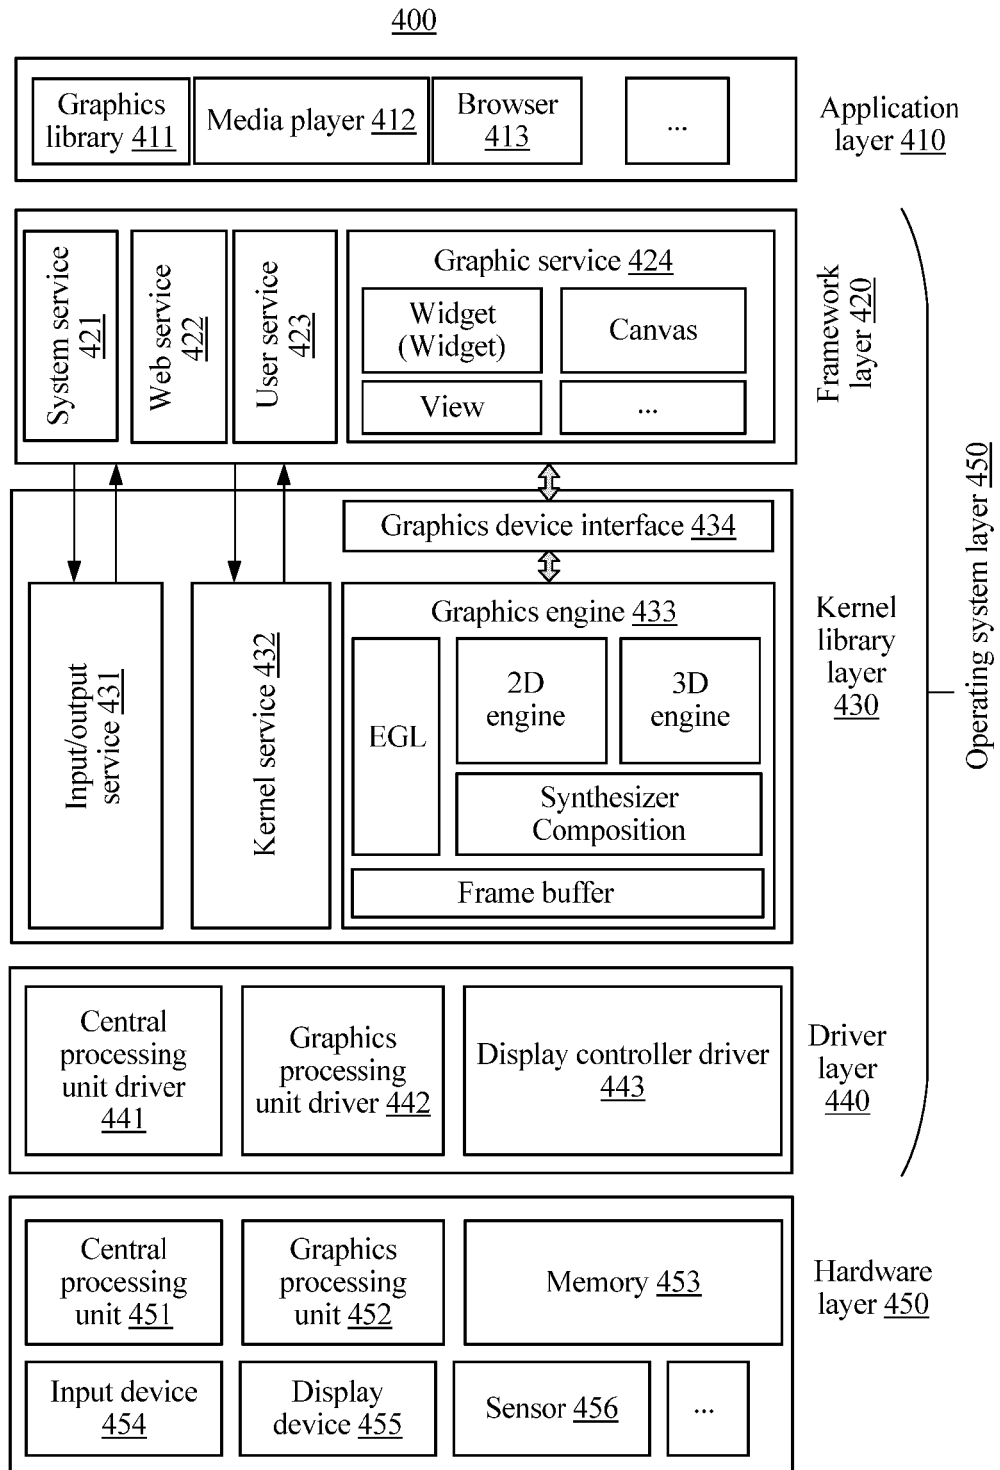 400
Graphics
library 411
Media player 412
Browser
413
...
Application
layer 410
System service
421
Web service
422
User service
423
Graphic service 424
Widget
(Widget)
Canvas
View
...
Framework
layer 420
Graphics device interface 434
Input/output
service 431
Kernel service 432
Graphics engine 433
EGL
2D
engine
3D
engine
Synthesizer
Composition
Frame buffer
Kernel
library
layer
430
Operating system layer 450
Central
processing
unit driver
441
Graphics
processing
unit driver 442
Display controller driver
443
Driver
layer
440
Central
processing
unit 451
Graphics
processing
unit 452
Memory 453
Hardware
layer 450
Input device
454
Display
device 455
Sensor 456
...